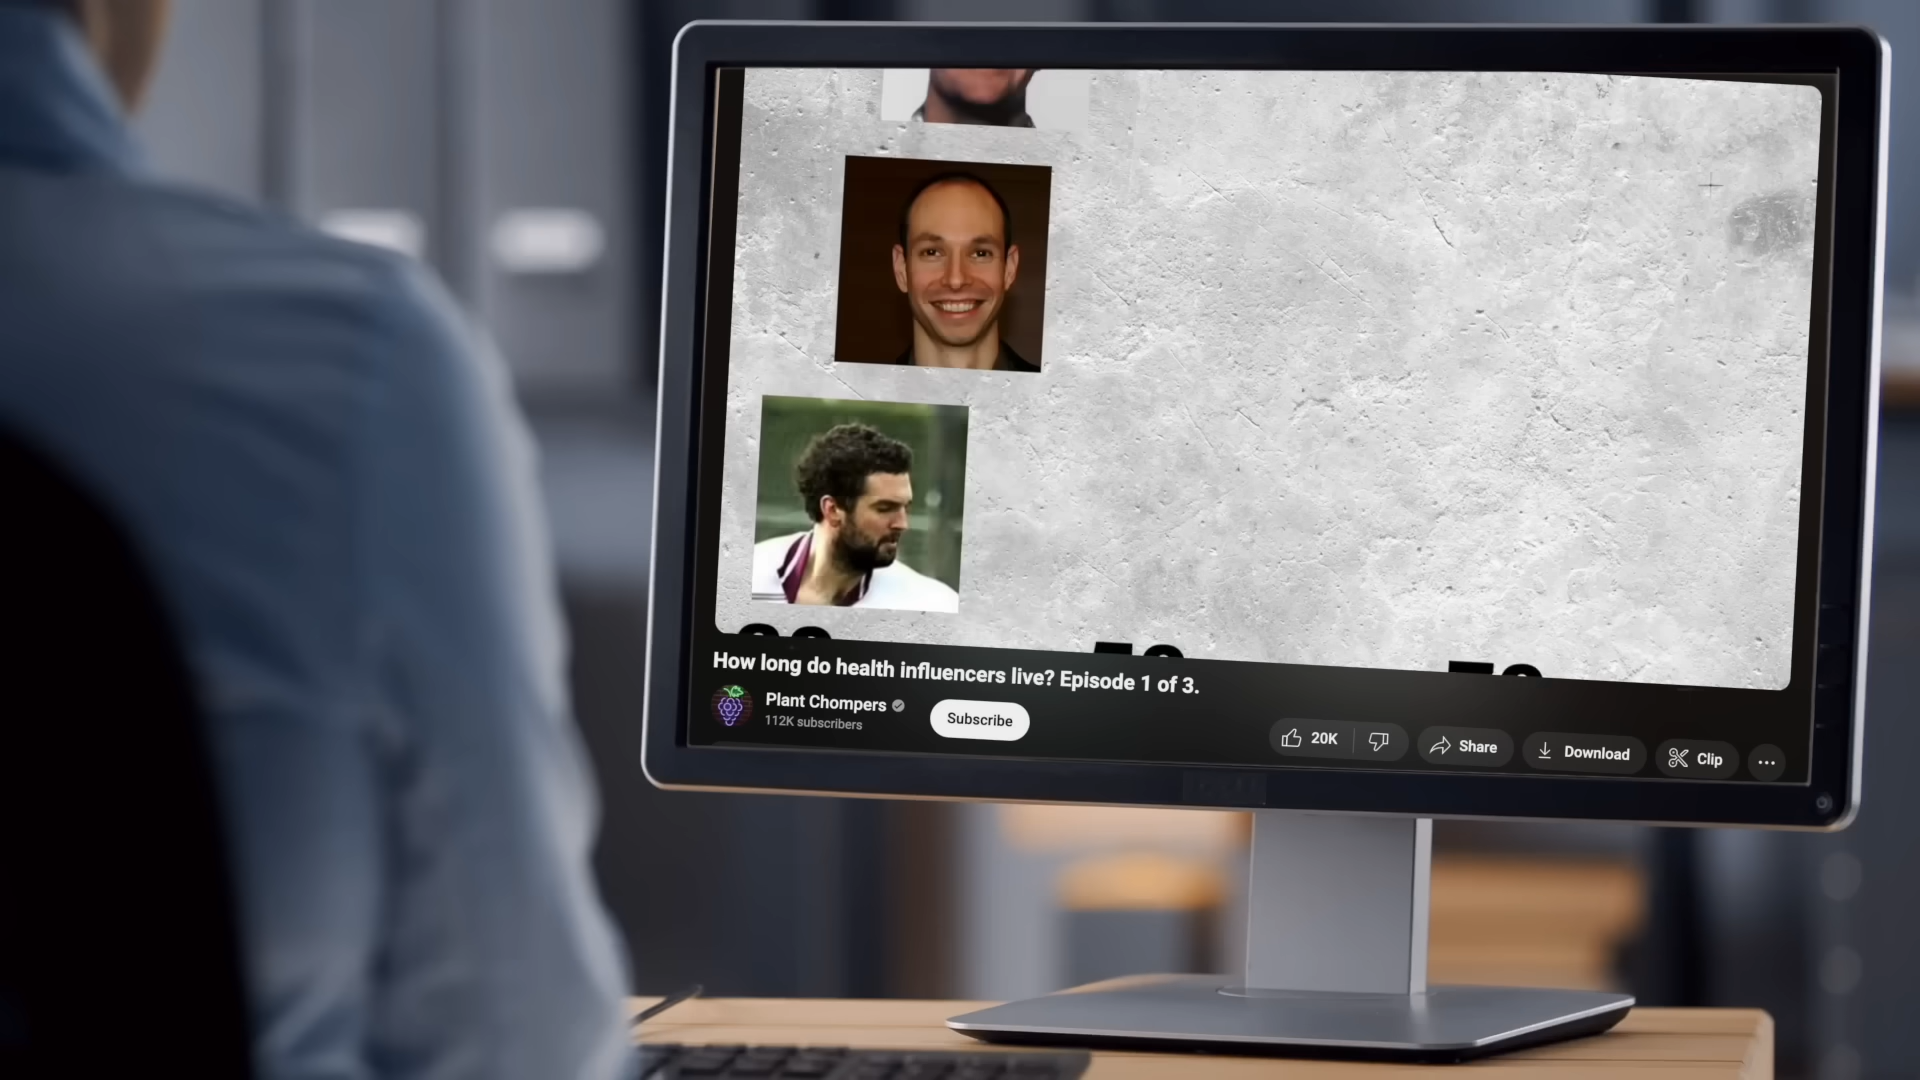 How long do health influencers live? Episode 1 of 3.
Plant Chompers
112K subscribers
Subscribe
20K
Share
Download
Clip